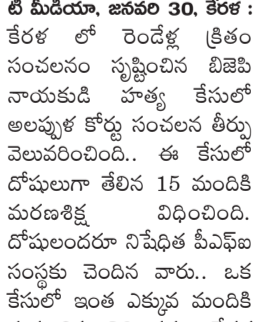 టి మీడియా, జనవరి 30, కేరళ :
కేరళ లో రెండేళ్ల క్రితం
సంచలనం సృష్టించిన బిజెపి
నాయకుడి హత్య కేసులో
అలప్పుళ కోర్టు సంచలన తీర్పు
వెలువరించింది.. ఈ కేసులో
దోషులుగా తేలిన 15 మందికి
మరణశిక్ష విధించింది.
దోషులందరూ నిషేధిత పీఎఫ్ఐ
సంస్థకు చెందిన వారు.. ఒక
కేసులో ఇంత ఎక్కువ మందికి